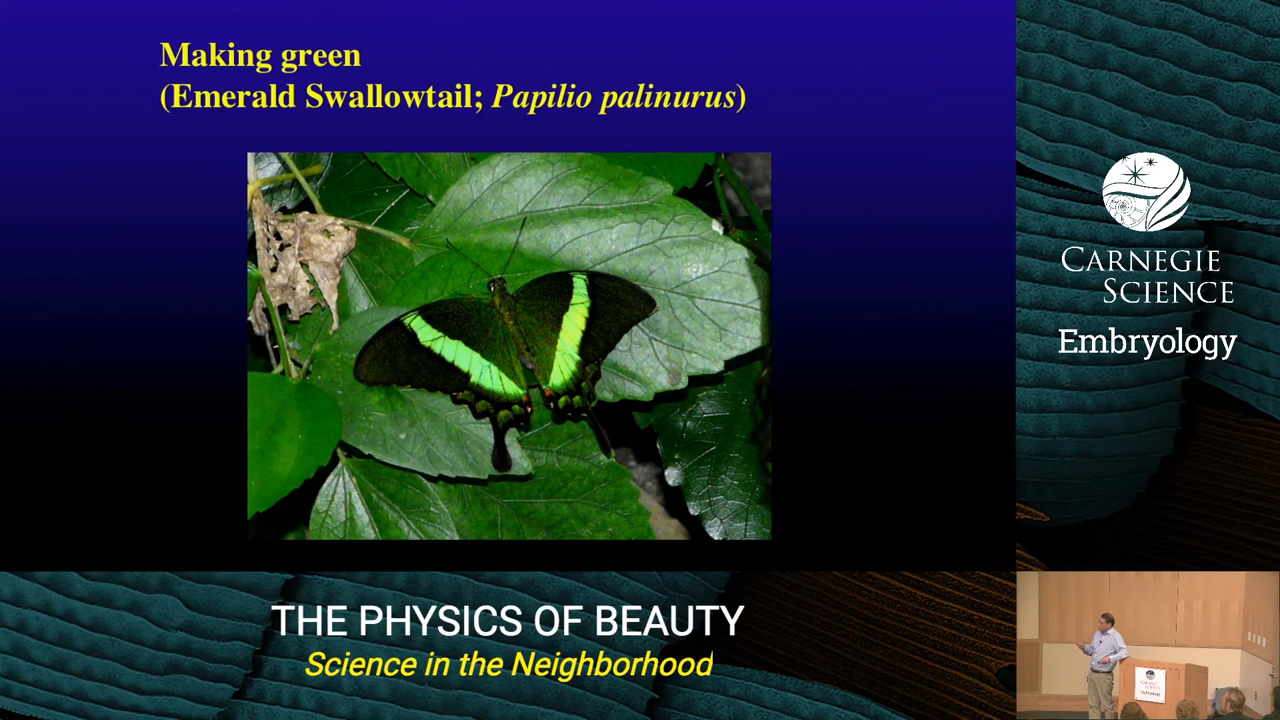 Making green
(Emerald Swallowtail; Papilio palinurus)
CARNEGIE
SCIENCE
Embryology
THE PHYSICS OF BEAUTY
Science in the Neighborhood